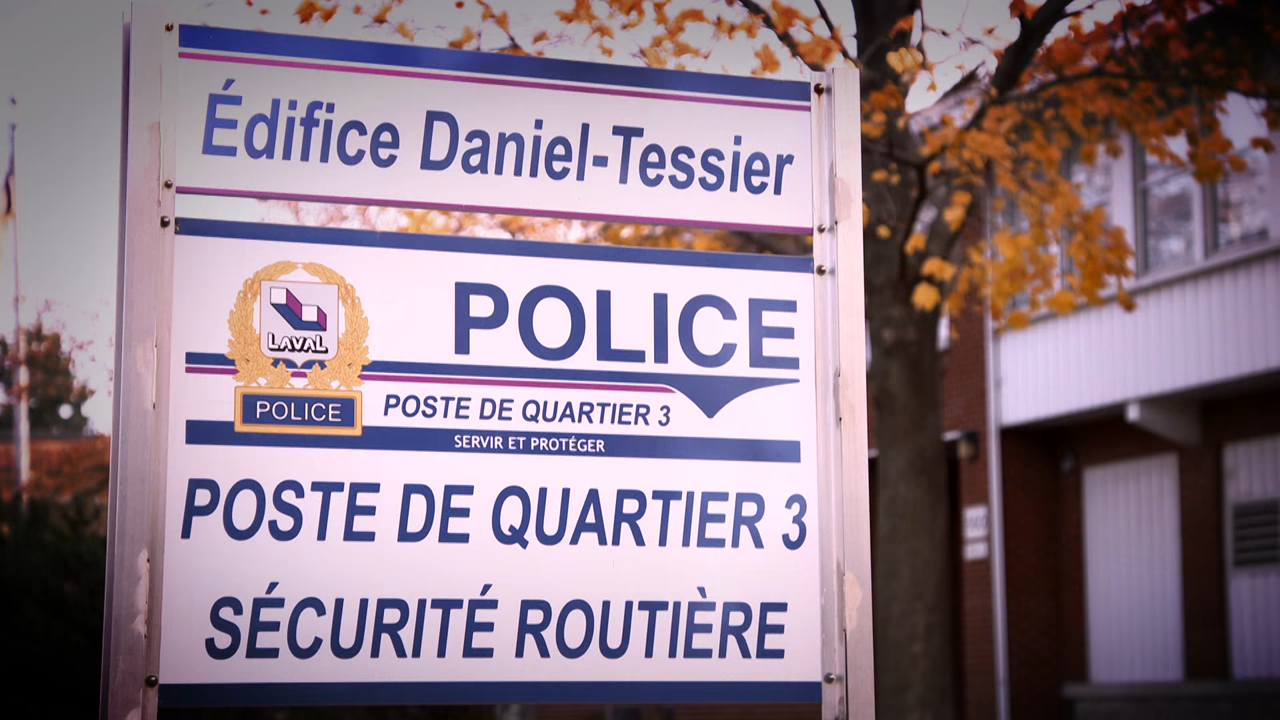 Édifice Daniel-Tessier
POLICE
LAVAL
POLICE
POSTE DE QUARTIER 3
SERVIR ET PROTÉGER
POSTE DE QUARTIER 3
SÉCURITÉ ROUTIÈRE